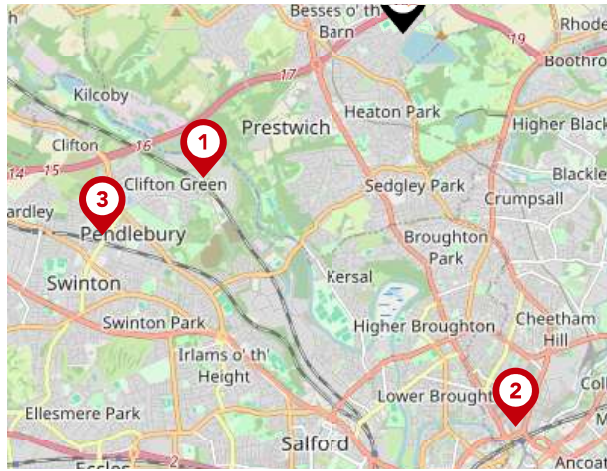 Besses o' th'
Barn
19
Rhode
Boothro
17
Kilcoby
Heaton Park
Prestwich
Higher Black
Clifton
16
1
14
15
Clifton Green
Sedgley Park
Blackle
Crumpsall
3
ardley
Pendlebury
Broughton
Park
Swinton
Kersal
Swinton Park
Higher Broughton
Cheetham
Hill
Irlams o' th'
Height
Lower Brought
2
Col
Ellesmere Park
M
Salford
Eccles
2
Ancoa